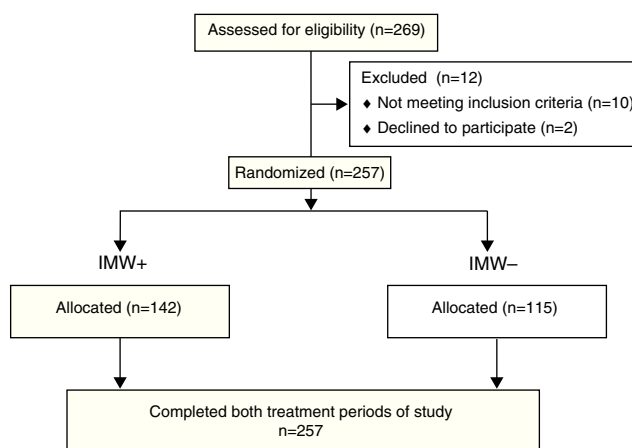 Assessed for eligibility (n=269)
Excluded (n=12)
♦ Not meeting inclusion criteria (n=10)
♦ Declined to participate (n=2)
Randomized (n=257)
IMW+
IMW–
Allocated (n=142)
Allocated (n=115)
Completed both treatment periods of study
n=257